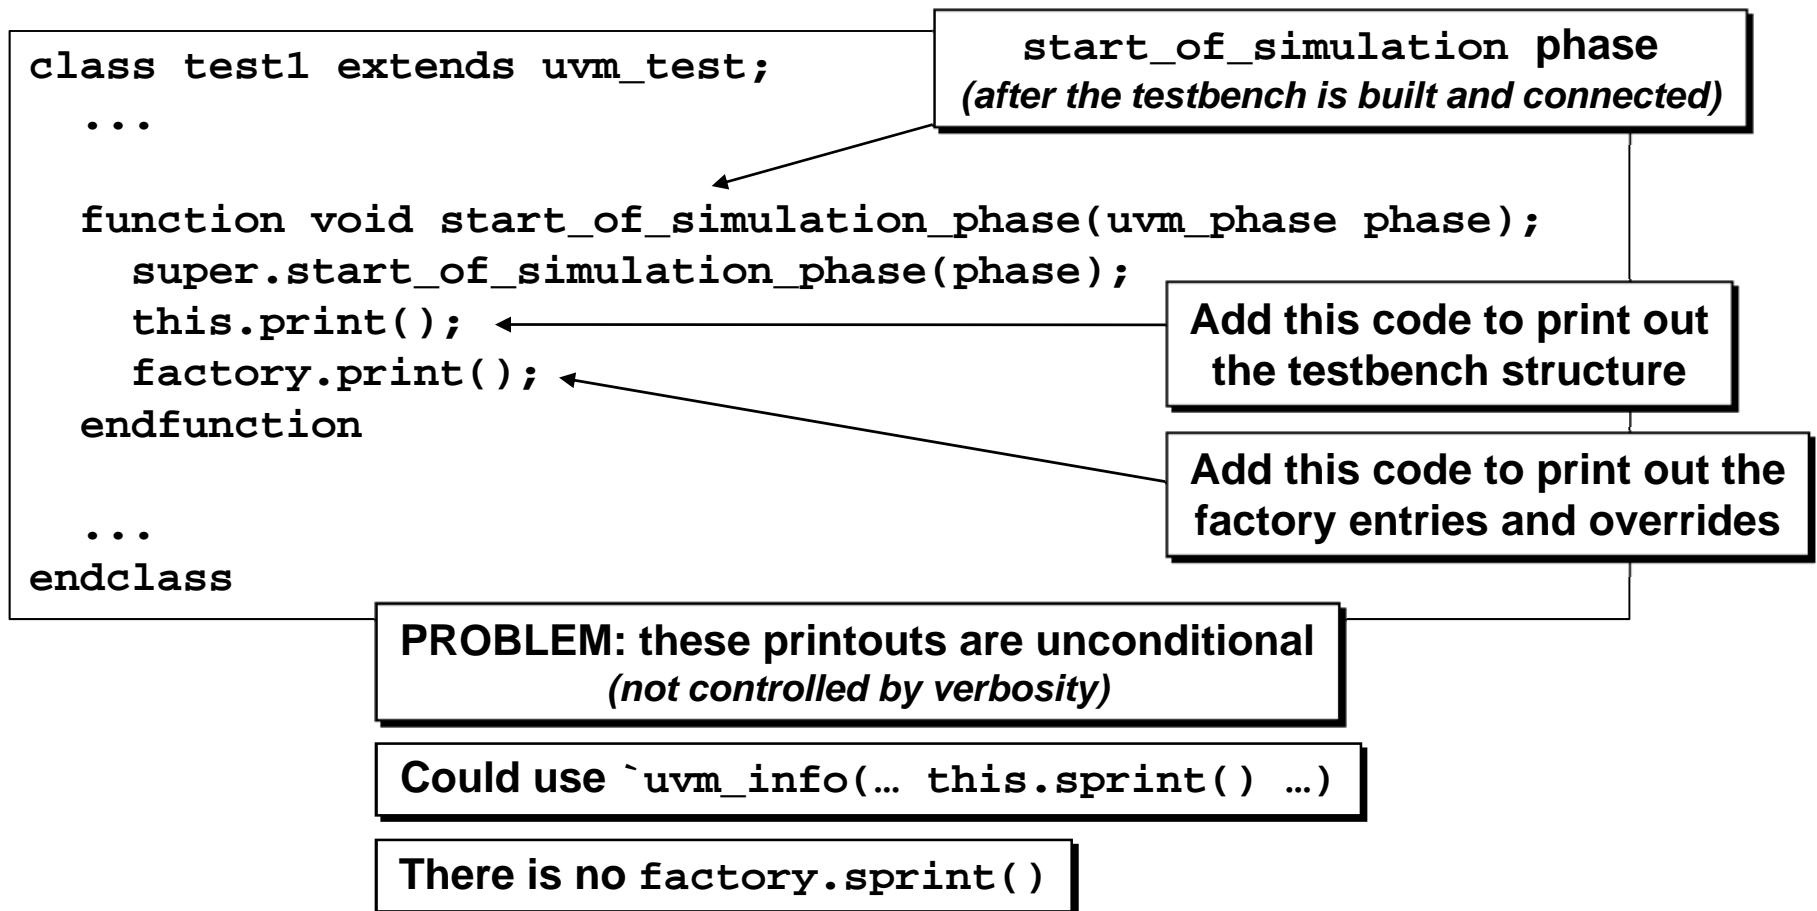 class test1 extends uvm_test;
...
start_of_simulation phase
(after the testbench is built and connected)
function void start_of_simulation_phase(uvm_phase phase);
super.start_of_simulation_phase(phase);
this.print();
factory.print();
endfunction
...
endclass
Add this code to print out
the testbench structure
Add this code to print out the
factory entries and overrides
PROBLEM: these printouts are unconditional
(not controlled by verbosity)
Could use `uvm_info(… this.sprint() …)
There is no factory.sprint()